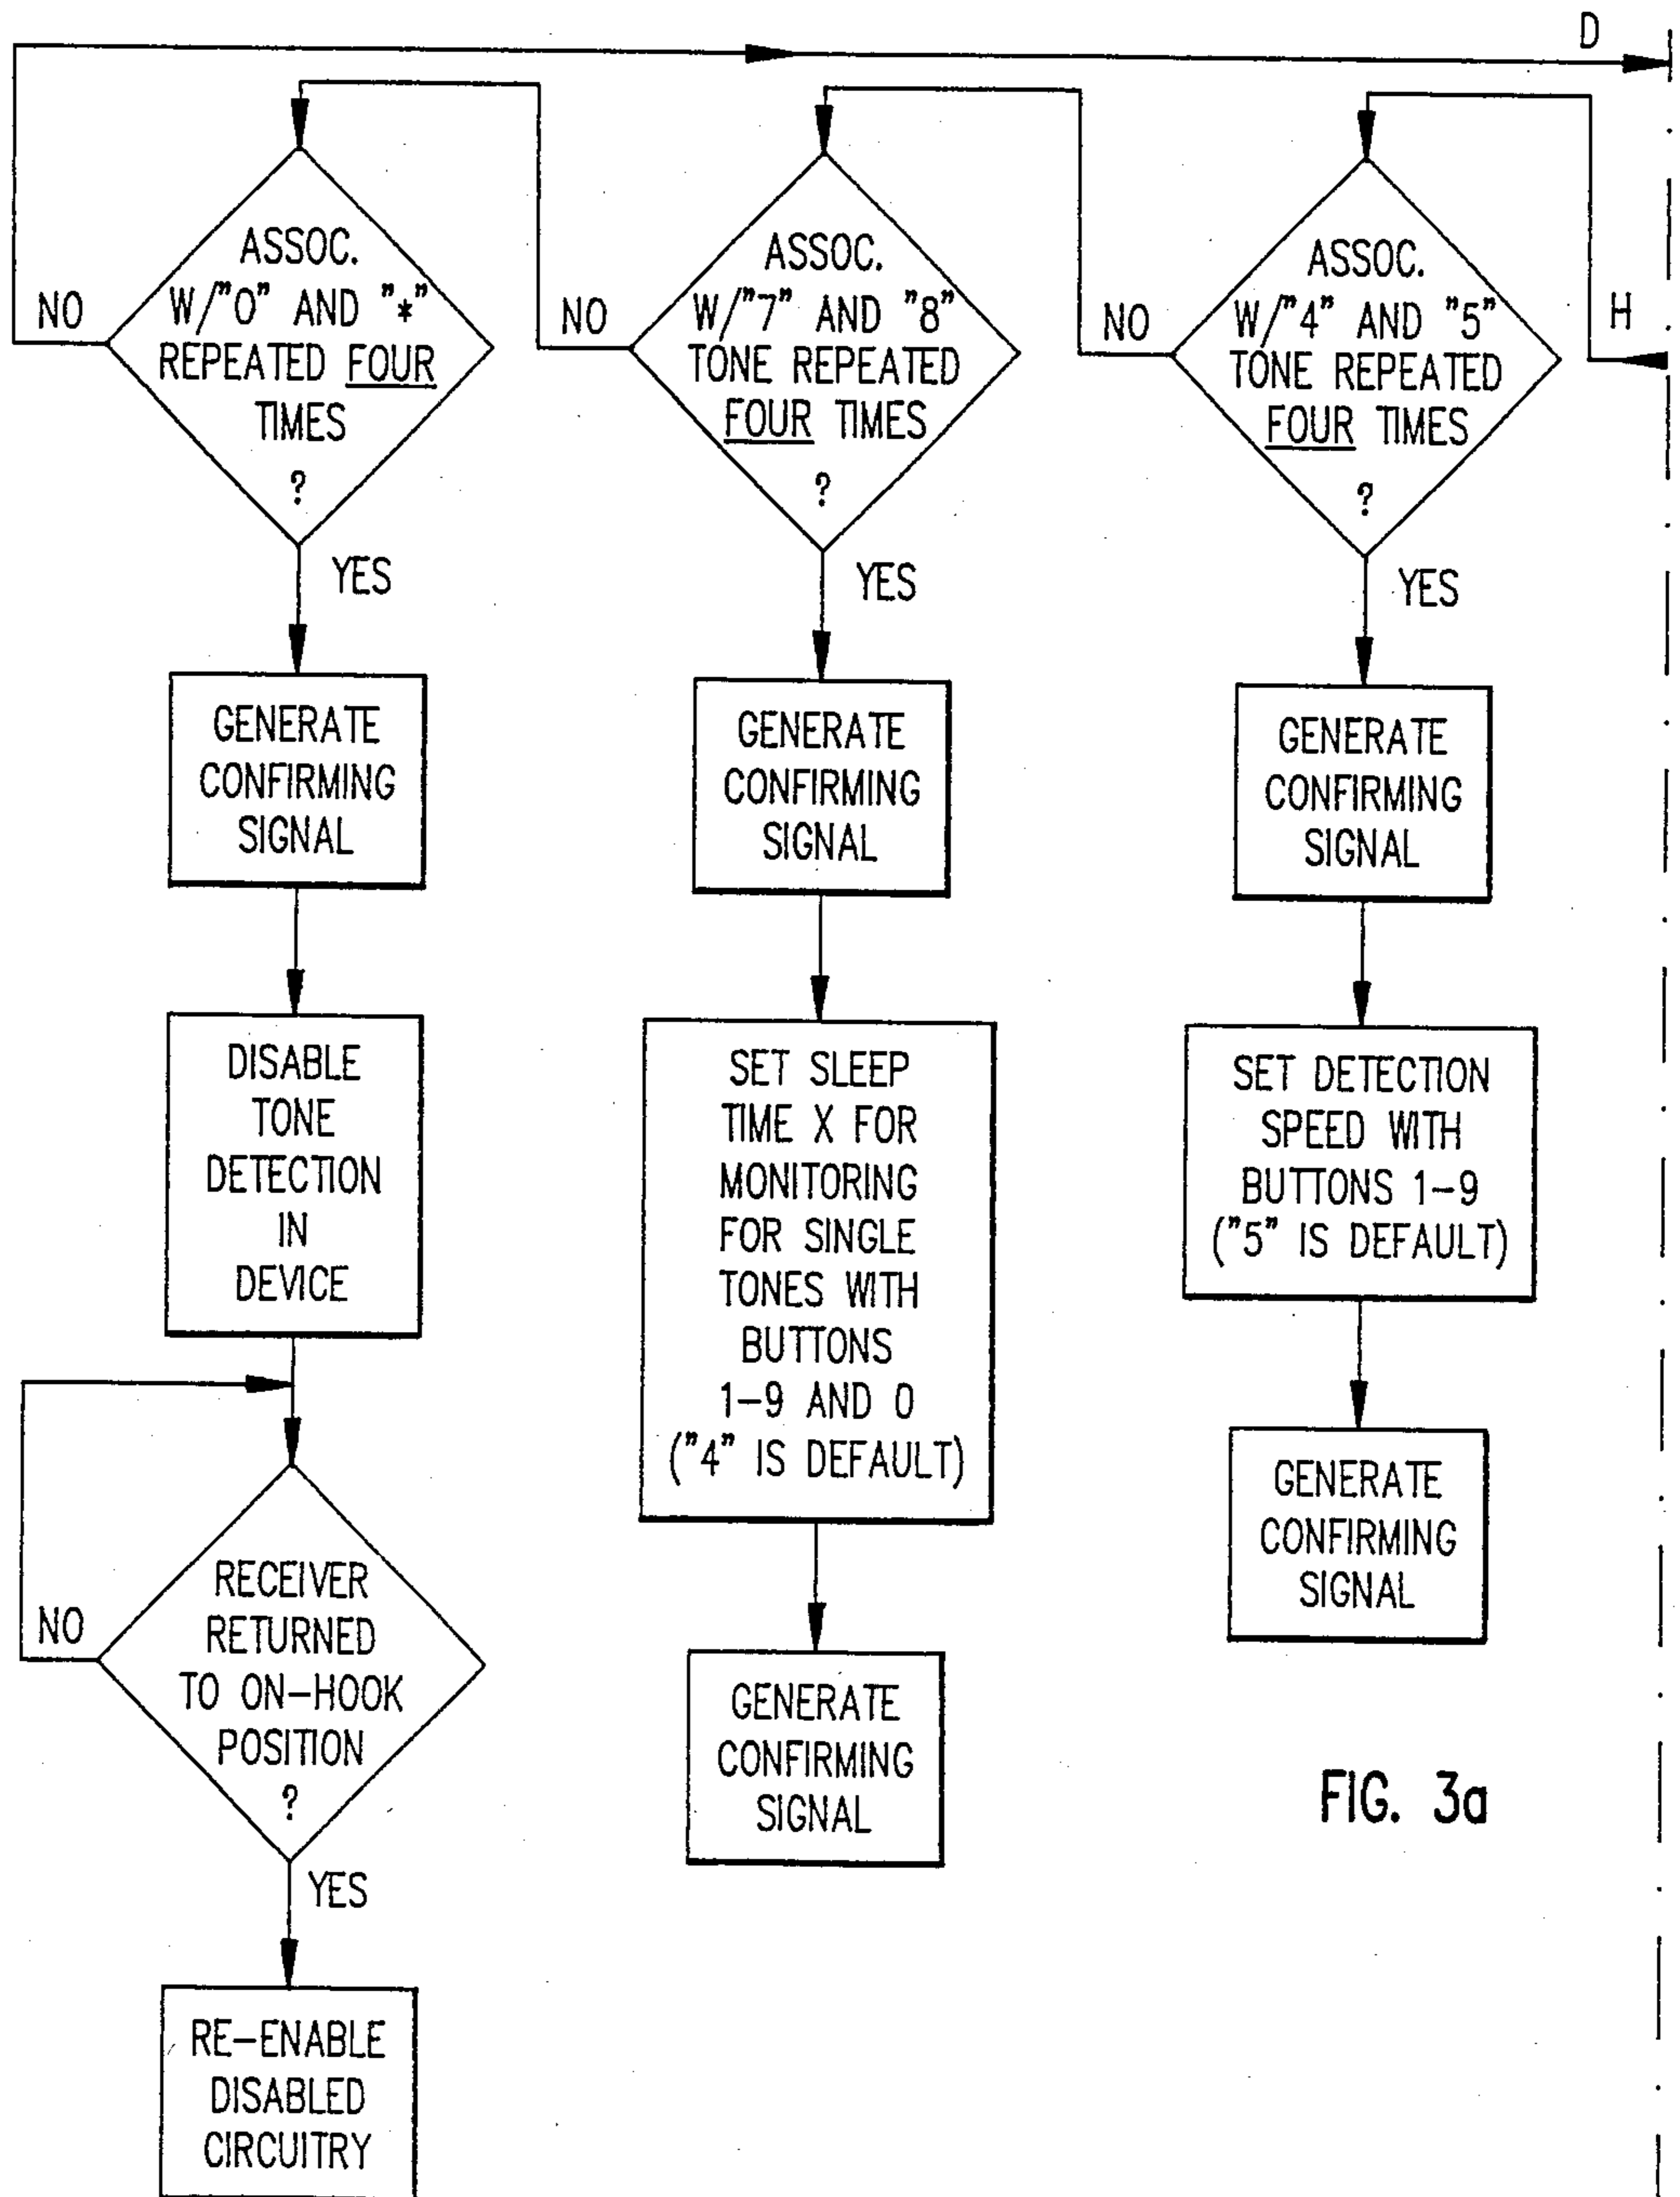 D
ASSOC.
W/"0" AND "*"
REPEATED FOUR
TIMES
?
NO
YES
GENERATE
CONFIRMING
SIGNAL
DISABLE
TONE
DETECTION
IN
DEVICE
RECEIVER
RETURNED
TO ON-HOOK
POSITION
?
NO
YES
RE-ENABLE
DISABLED
CIRCUITRY
ASSOC.
W/"7" AND "8"
TONE REPEATED
FOUR TIMES
?
NO
YES
GENERATE
CONFIRMING
SIGNAL
SET SLEEP
TIME X FOR
MONITORING
FOR SINGLE
TONES WITH
BUTTONS
1-9 AND 0
("4" IS DEFAULT)
GENERATE
CONFIRMING
SIGNAL
ASSOC.
W/"4" AND "5"
TONE REPEATED
FOUR TIMES
?
NO
H
YES
GENERATE
CONFIRMING
SIGNAL
SET DETECTION
SPEED WITH
BUTTONS 1-9
("5" IS DEFAULT)
GENERATE
CONFIRMING
SIGNAL
FIG. 3a